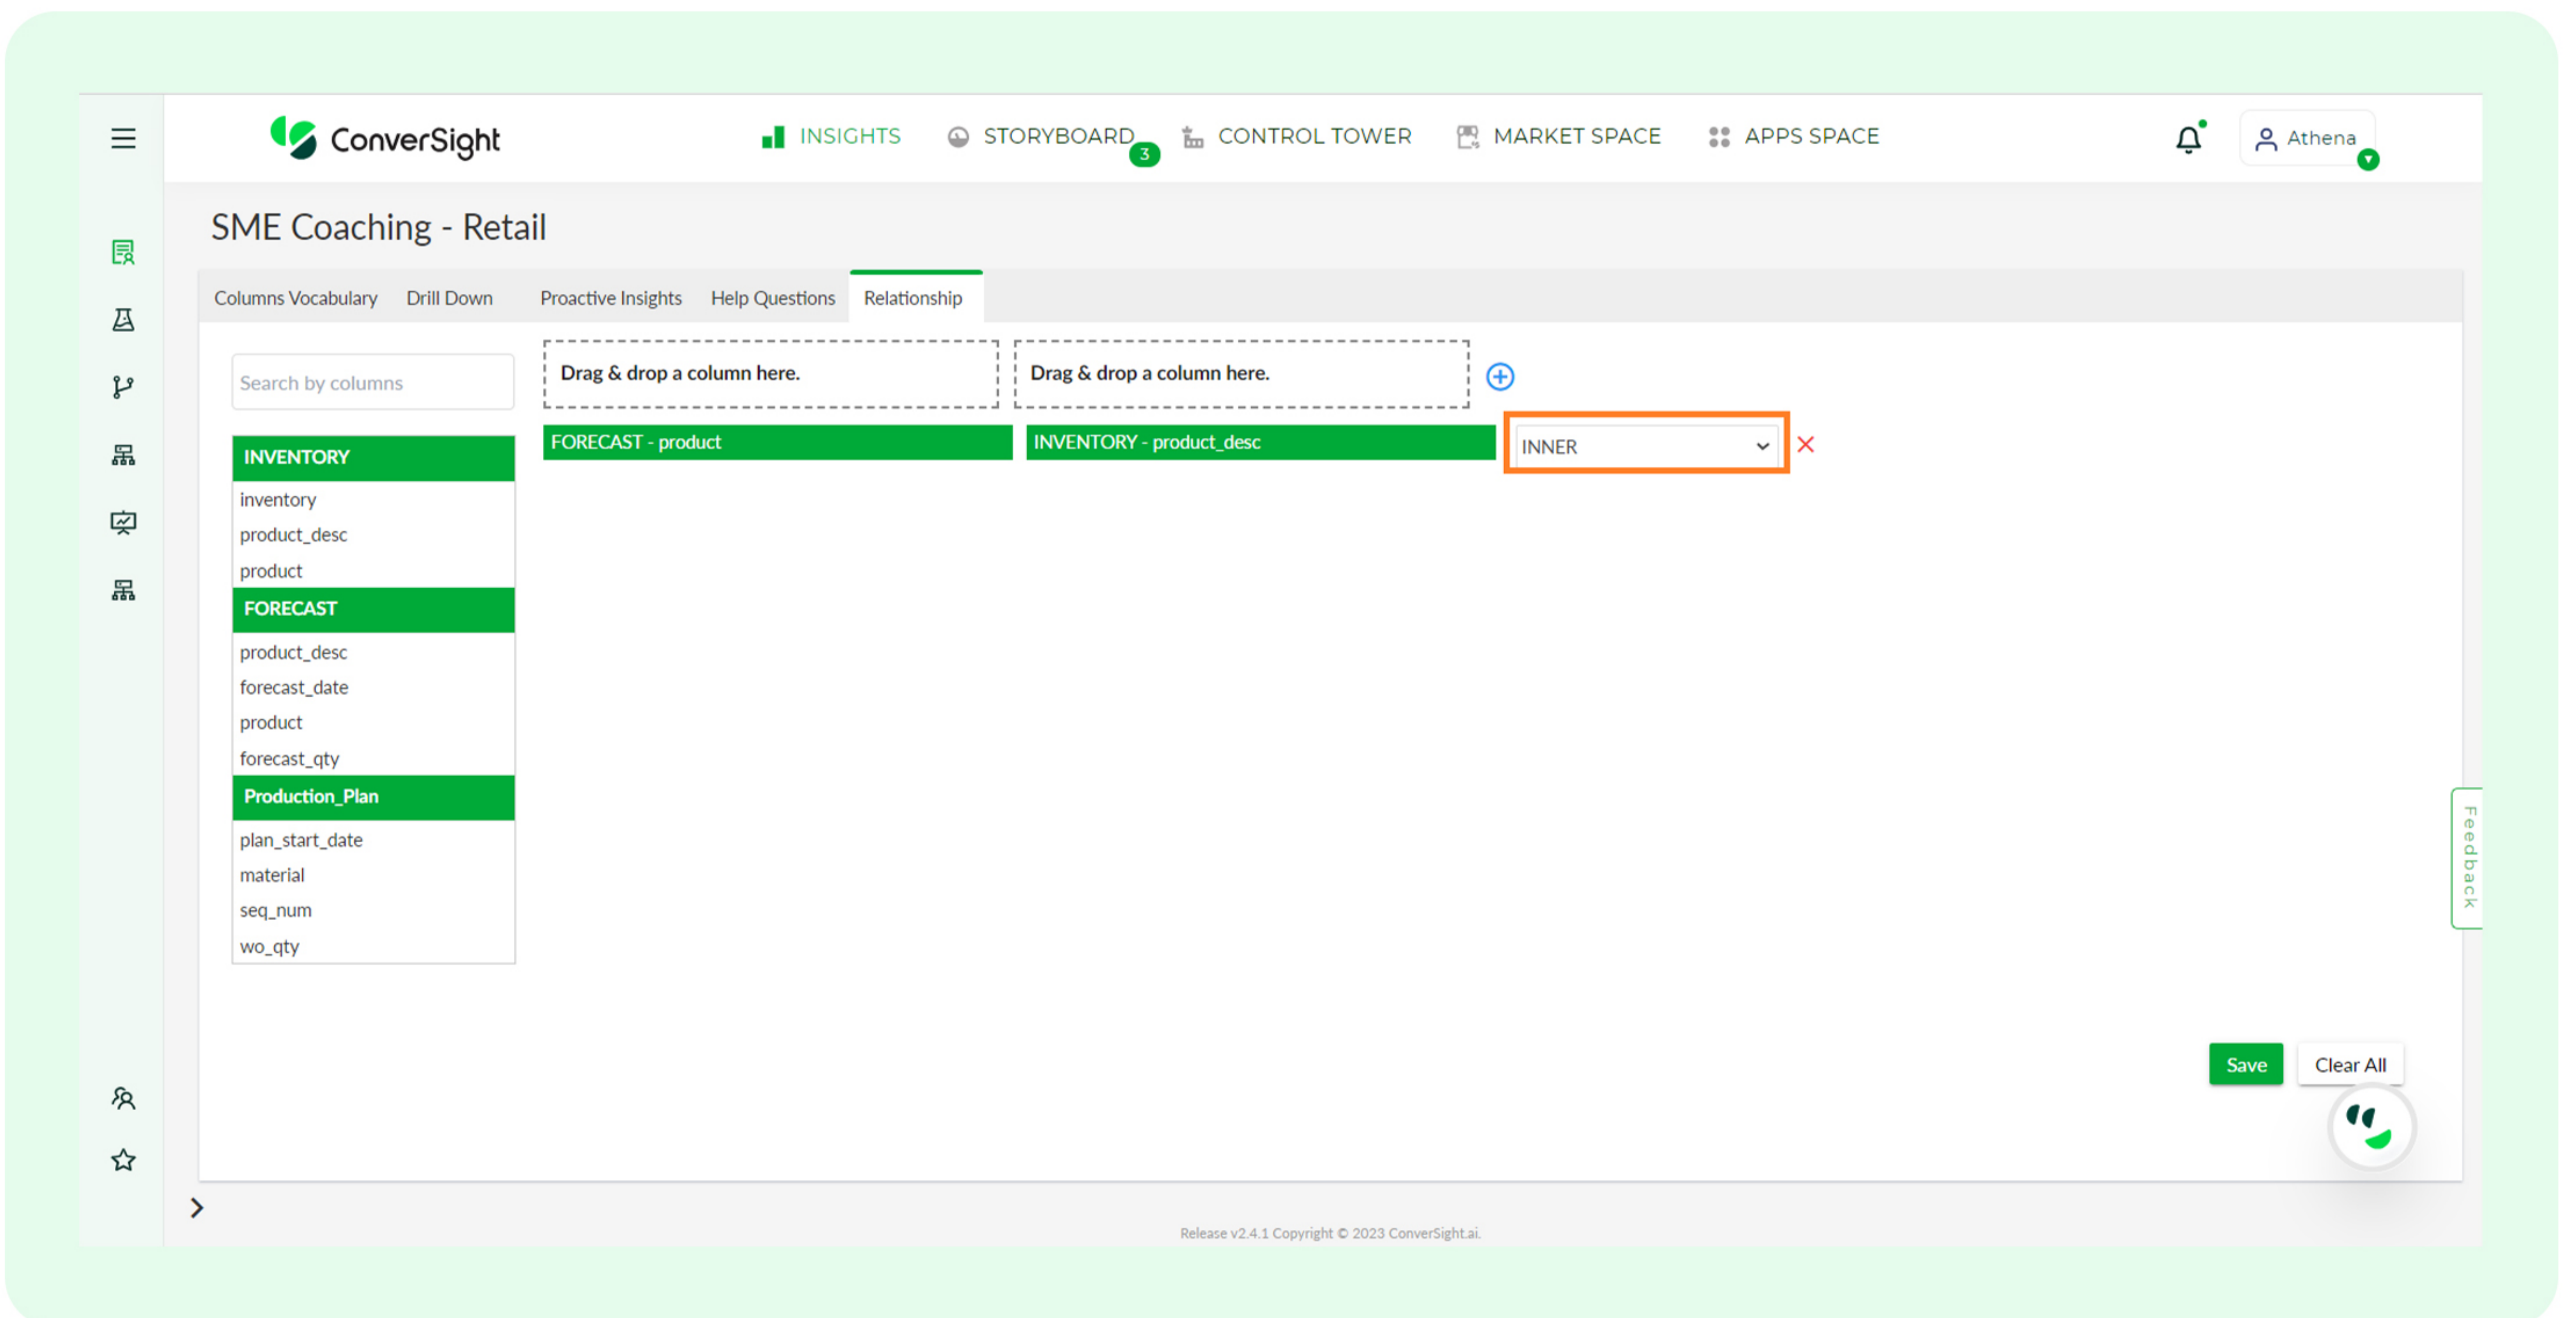 ConverSight
INSIGHTS
STORYBOARD
3
CONTROL TOWER
MARKET SPACE
APPS SPACE
Athena
SME Coaching - Retail
Columns Vocabulary
Drill Down
Proactive Insights
Help Questions
Relationship
Search by columns
Drag & drop a column here.
Drag & drop a column here.
FORECAST - product
INVENTORY - product_desc
INNER
INVENTORY
inventory
product_desc
product
FORECAST
product_desc
forecast_date
product
forecast_qty
Production_Plan
plan_start_date
material
seq_num
wo_qty
Feedback
Save
Clear All
Release v2.4.1 Copyright © 2023 ConverSight.ai.